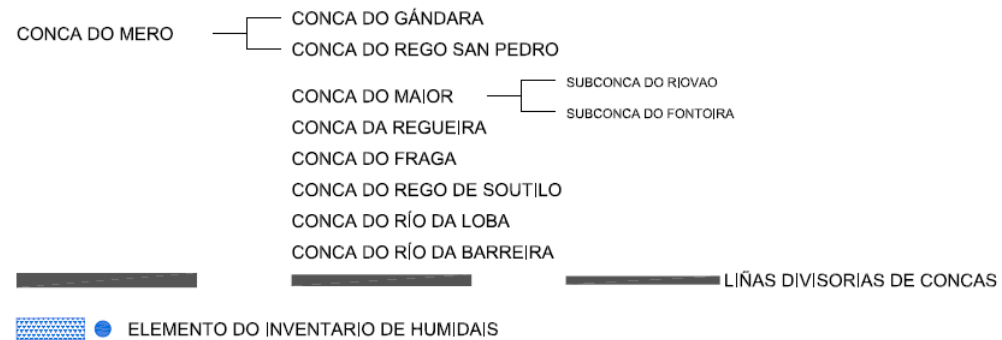 CONCA DO GÁNDARA
CONCA DO MERO
CONCA DO REGO SAN PEDRO
SUBCONCA DO RIOVAO
CONCA DO MAIOR
SUBCONCA DO FONTOIRA
CONCA DA REGUEIRA
CONCA DO FRAGA
CONCA DO REGO DE SOUTILO
CONCA DO RÍO DA LOBA
CONCA DO RÍO DA BARREIRA
LIÑAS DIVISORIAS DE CONCAS
ELEMENTO DO INVENTARIO DE HUMIDAIS